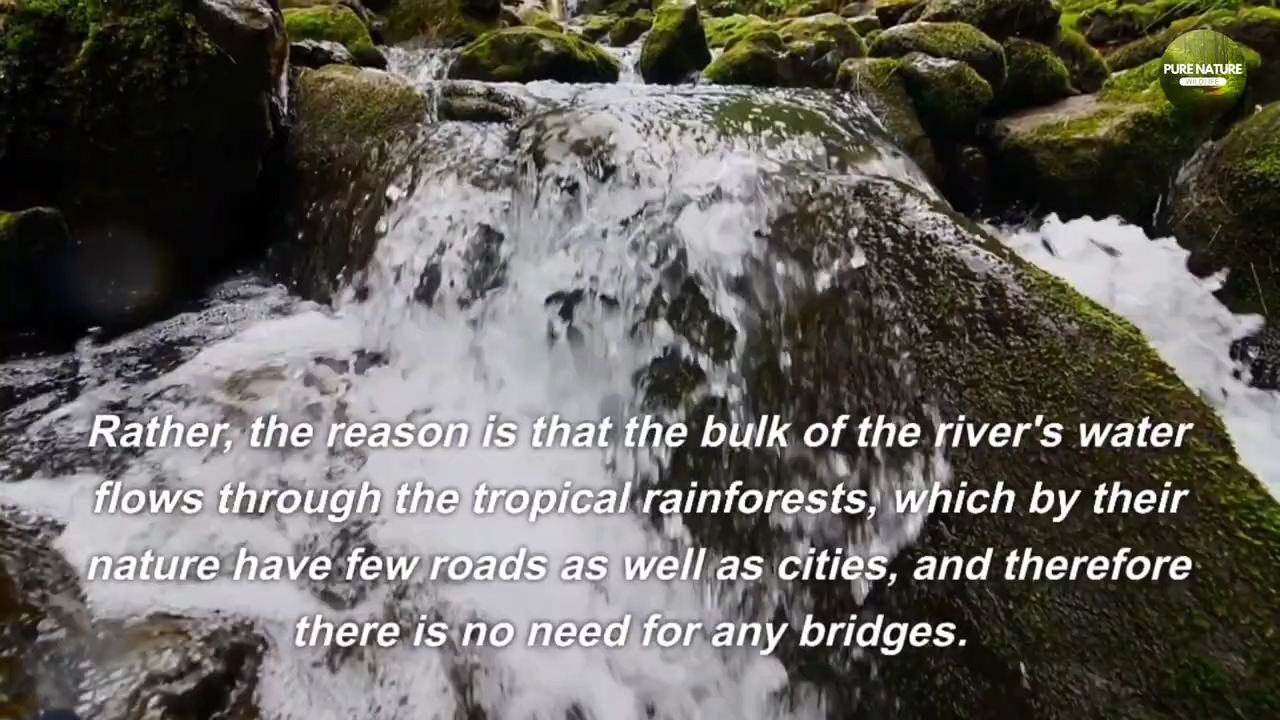 PURE NATURE
WILDLIFE
Rather, the reason is that the bulk of the river's water
flows through the tropical rainforests, which by their
nature have few roads as well as cities, and therefore
there is no need for any bridges.